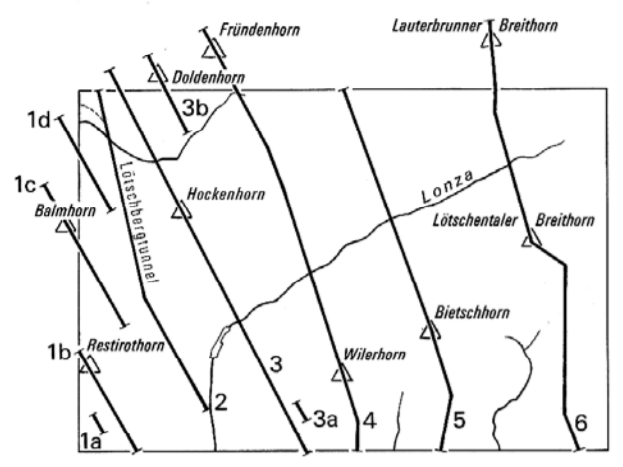 Fründenhorn
Lauterbrunner Breithorn
Doldenhorn
3b
1d
1c
Lötschbergtunnel
Hockenhorn
Lonza
Balmhorn
Lötschentaler Breithorn
Bietschhorn
1b
Restirothorn
Wilerhorn
3
2
3a
4
5
6
1a